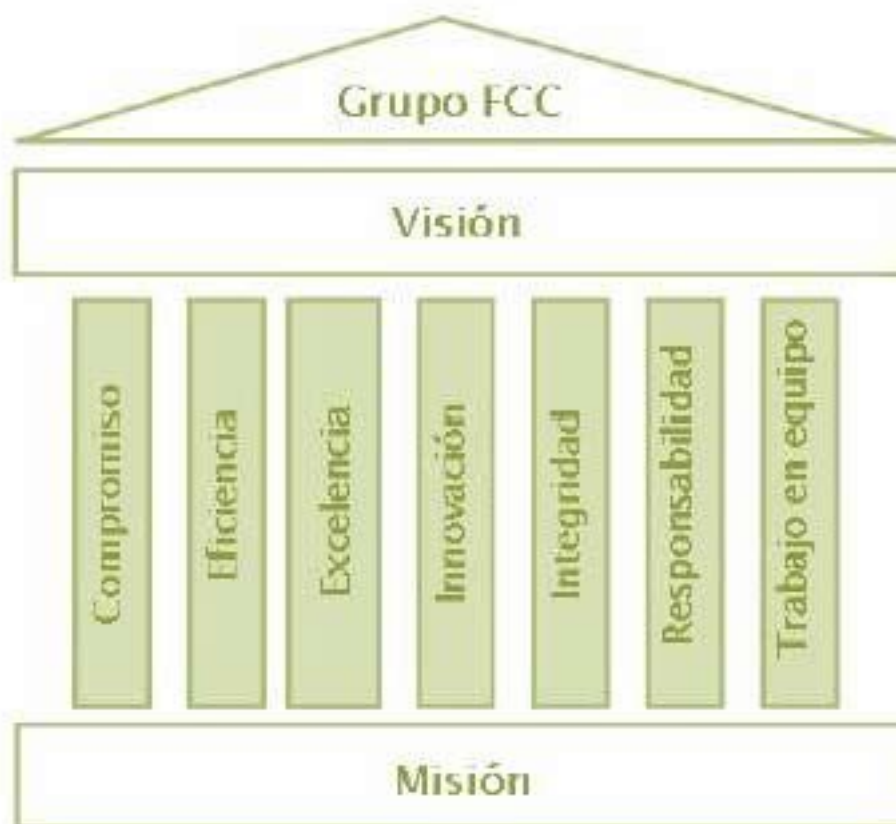 Grupo FCC
Visión
Compromiso
Eficiencia
Excelencia
Innovación
Integridad
Responsabilidad
Trabajo en equipo
Misión